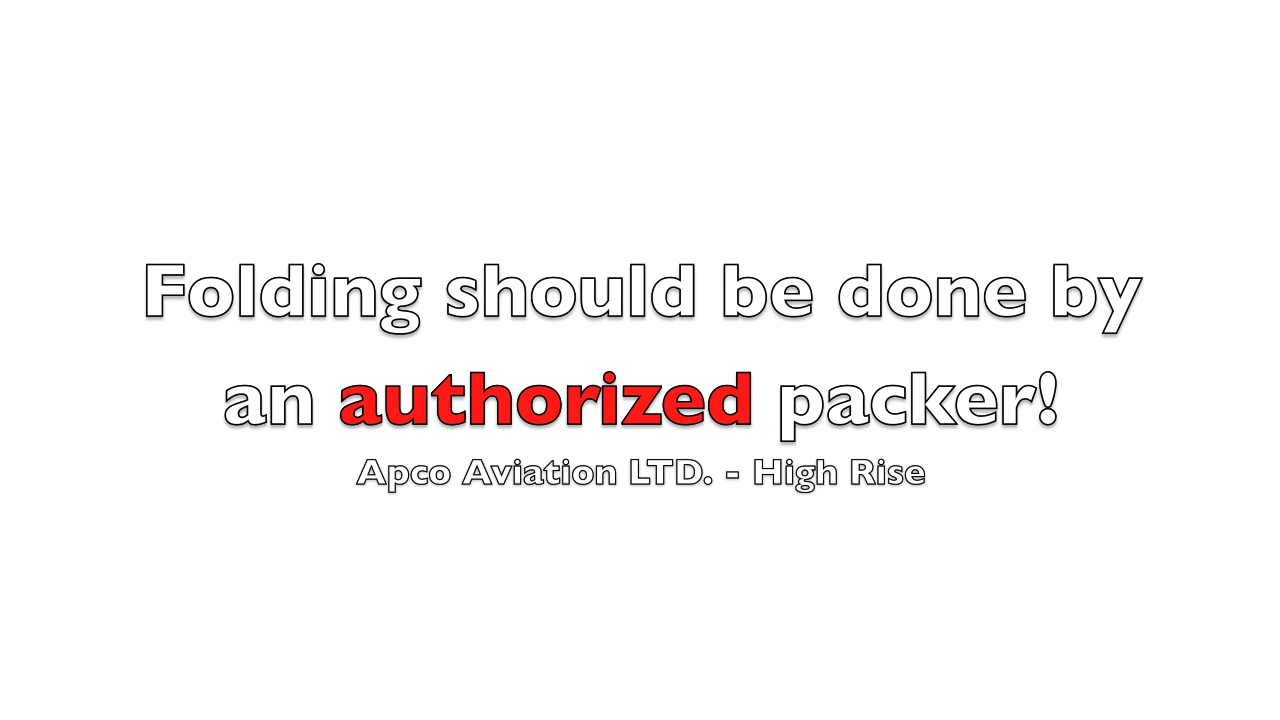 Folding should be done by
an authorized packer!
Apco Aviation LTD. - High Rise